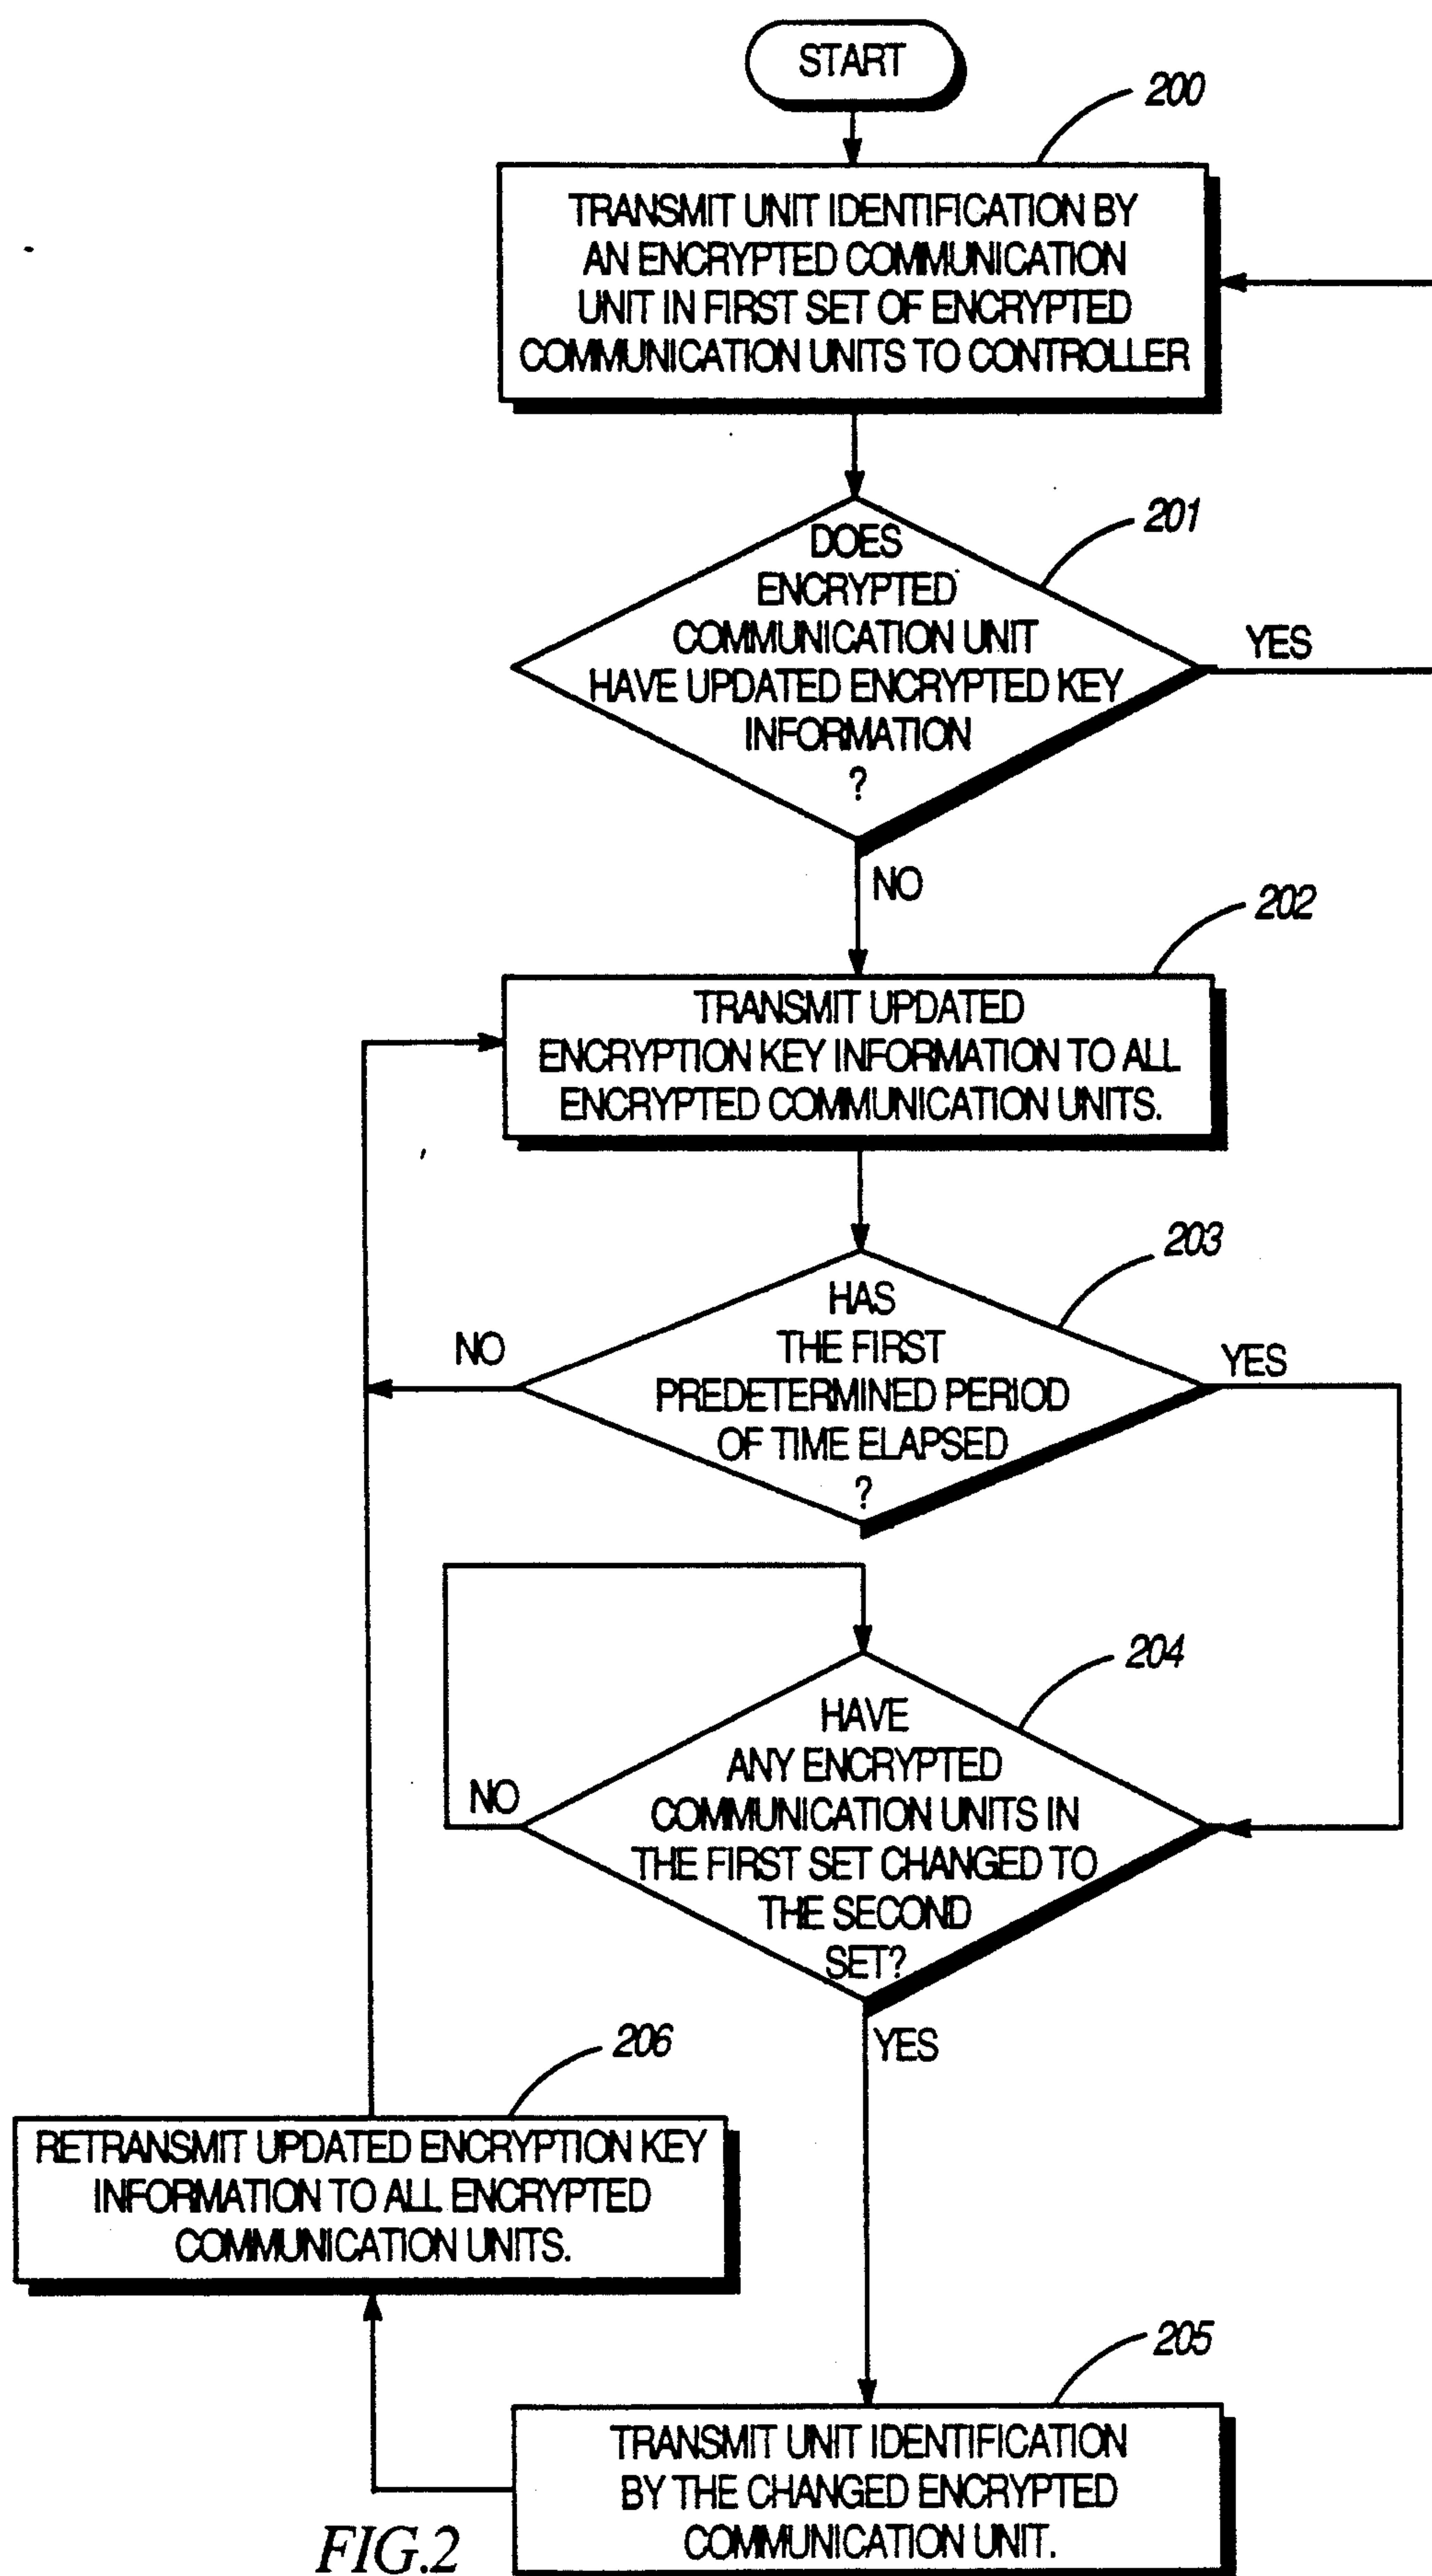 START
200
TRANSMIT UNIT IDENTIFICATION BY
AN ENCRYPTED COMMUNICATION
UNIT IN FIRST SET OF ENCRYPTED
COMMUNICATION UNITS TO CONTROLLER
201
DOES
ENCRYPTED
COMMUNICATION UNIT
HAVE UPDATED ENCRYPTED KEY
INFORMATION
?
YES
NO
202
TRANSMIT UPDATED
ENCRYPTION KEY INFORMATION TO ALL
ENCRYPTED COMMUNICATION UNITS.
203
HAS
THE FIRST
PREDETERMINED PERIOD
OF TIME ELAPSED
?
NO
YES
204
HAVE
ANY ENCRYPTED
COMMUNICATION UNITS IN
THE FIRST SET CHANGED TO
THE SECOND
SET?
NO
YES
206
RETRANSMIT UPDATED ENCRYPTION KEY
INFORMATION TO ALL ENCRYPTED
COMMUNICATION UNITS.
205
TRANSMIT UNIT IDENTIFICATION
BY THE CHANGED ENCRYPTED
COMMUNICATION UNIT.
FIG.2